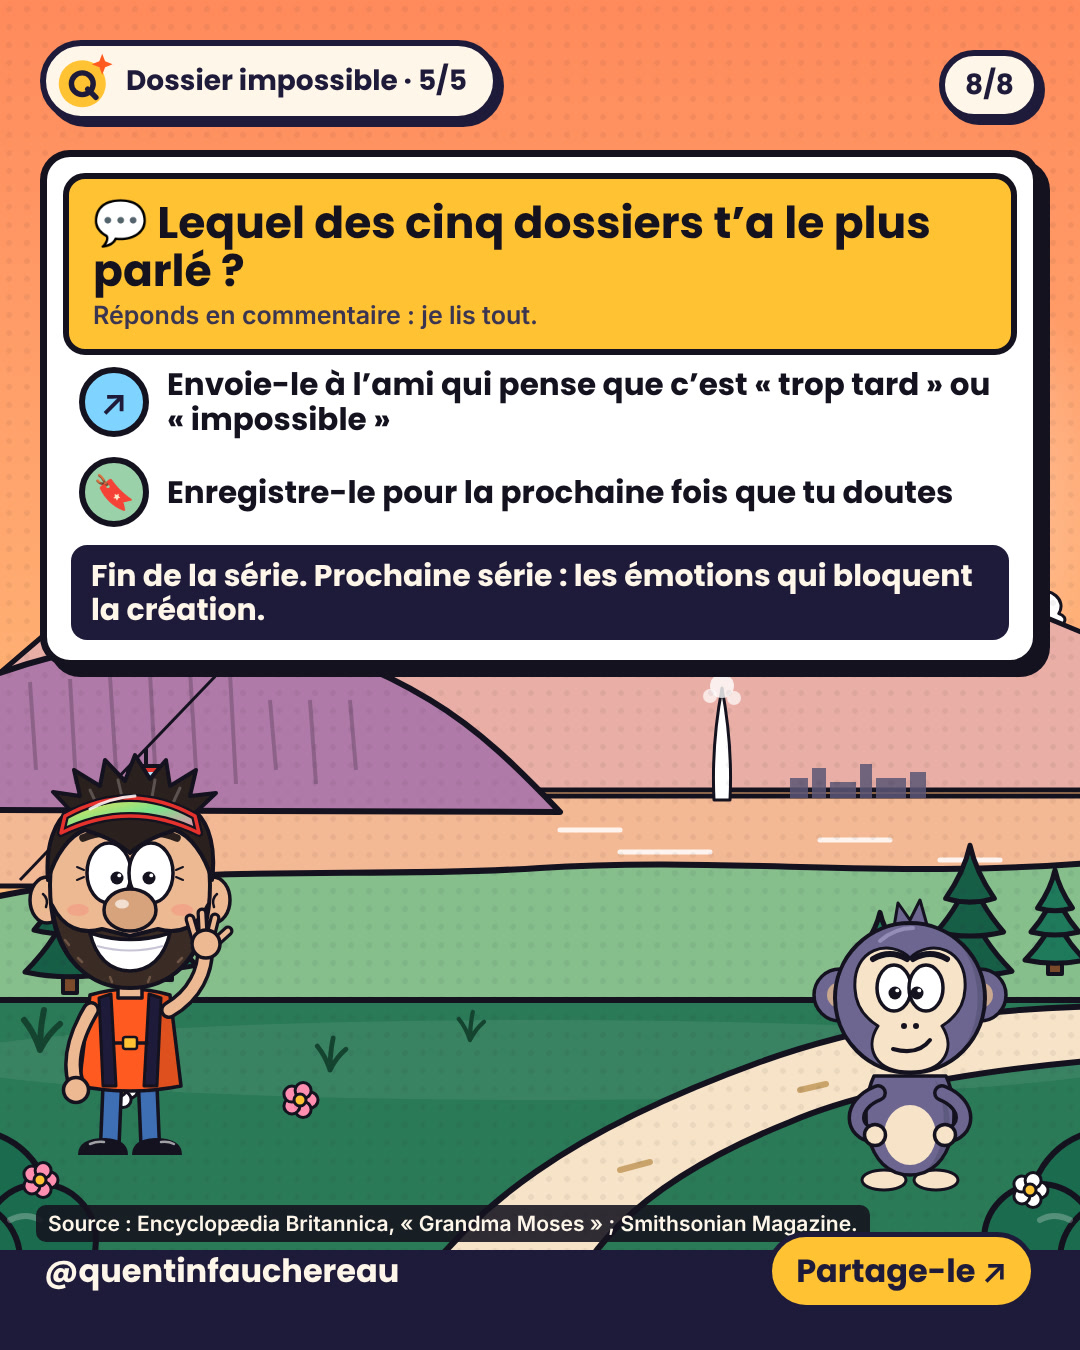 Q
Dossier impossible · 5/5
8/8
💬 Lequel des cinq dossiers t’a le plus
parlé ?
Réponds en commentaire : je lis tout.
↗ Envoie-le à l’ami qui pense que c’est « trop tard » ou
« impossible »
🔖 Enregistre-le pour la prochaine fois que tu doutes
Fin de la série. Prochaine série : les émotions qui bloquent
la création.
Source : Encyclopædia Britannica, « Grandma Moses » ; Smithsonian Magazine.
@quentinfauchereau
Partage-le ↗